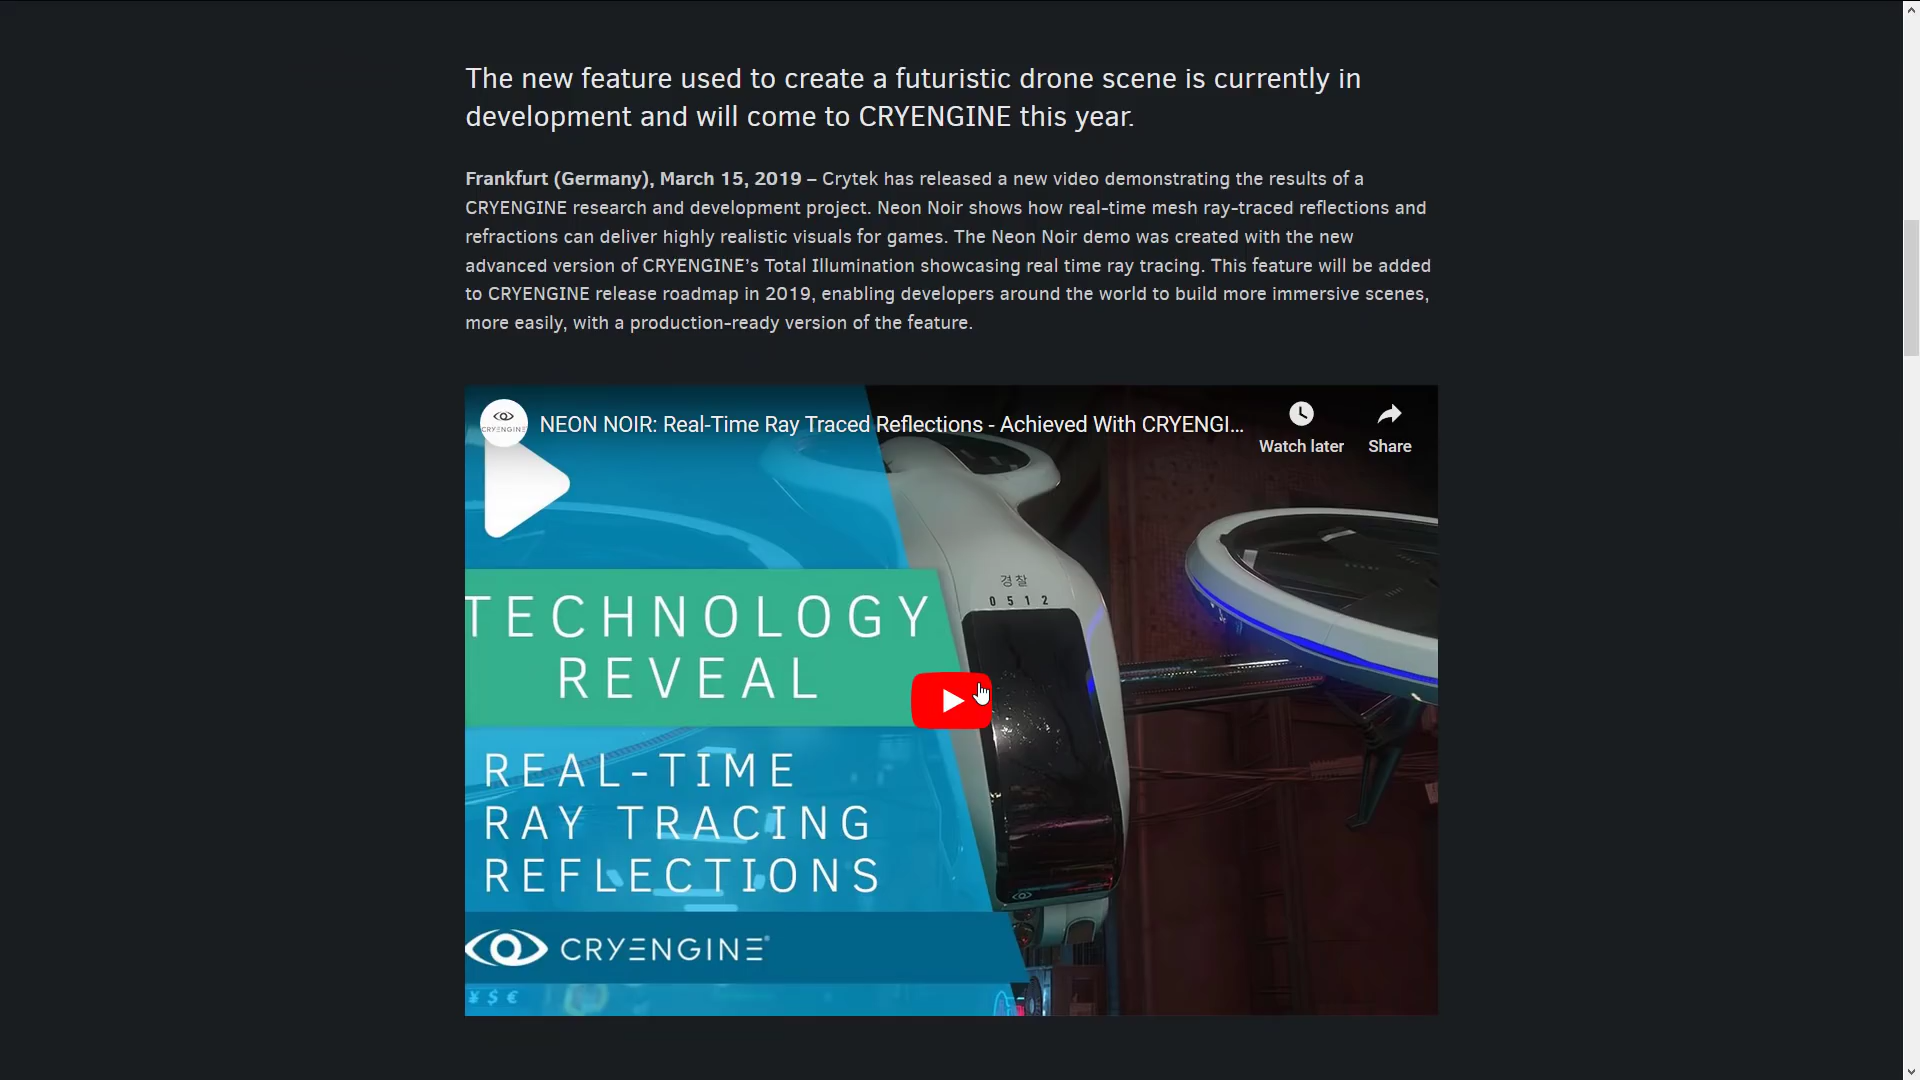 The new feature used to create a futuristic drone scene is currently in
development and will come to CRYENGINE this year.
Frankfurt (Germany), March 15, 2019 – Crytek has released a new video demonstrating the results of a
CRYENGINE research and development project. Neon Noir shows how real-time mesh ray-traced reflections and
refractions can deliver highly realistic visuals for games. The Neon Noir demo was created with the new
advanced version of CRYENGINE’s Total Illumination showcasing real time ray tracing. This feature will be added
to CRYENGINE release roadmap in 2019, enabling developers around the world to build more immersive scenes,
more easily, with a production-ready version of the feature.
CRYENGINE
NEON NOIR: Real-Time Ray Traced Reflections - Achieved With CRYENGI...
Watch later
Share
경찰
0 5 1 2
TECHNOLOGY
REVEAL
REAL-TIME
RAY TRACING
REFLECTIONS
CRYENGINE®
¥ $ €